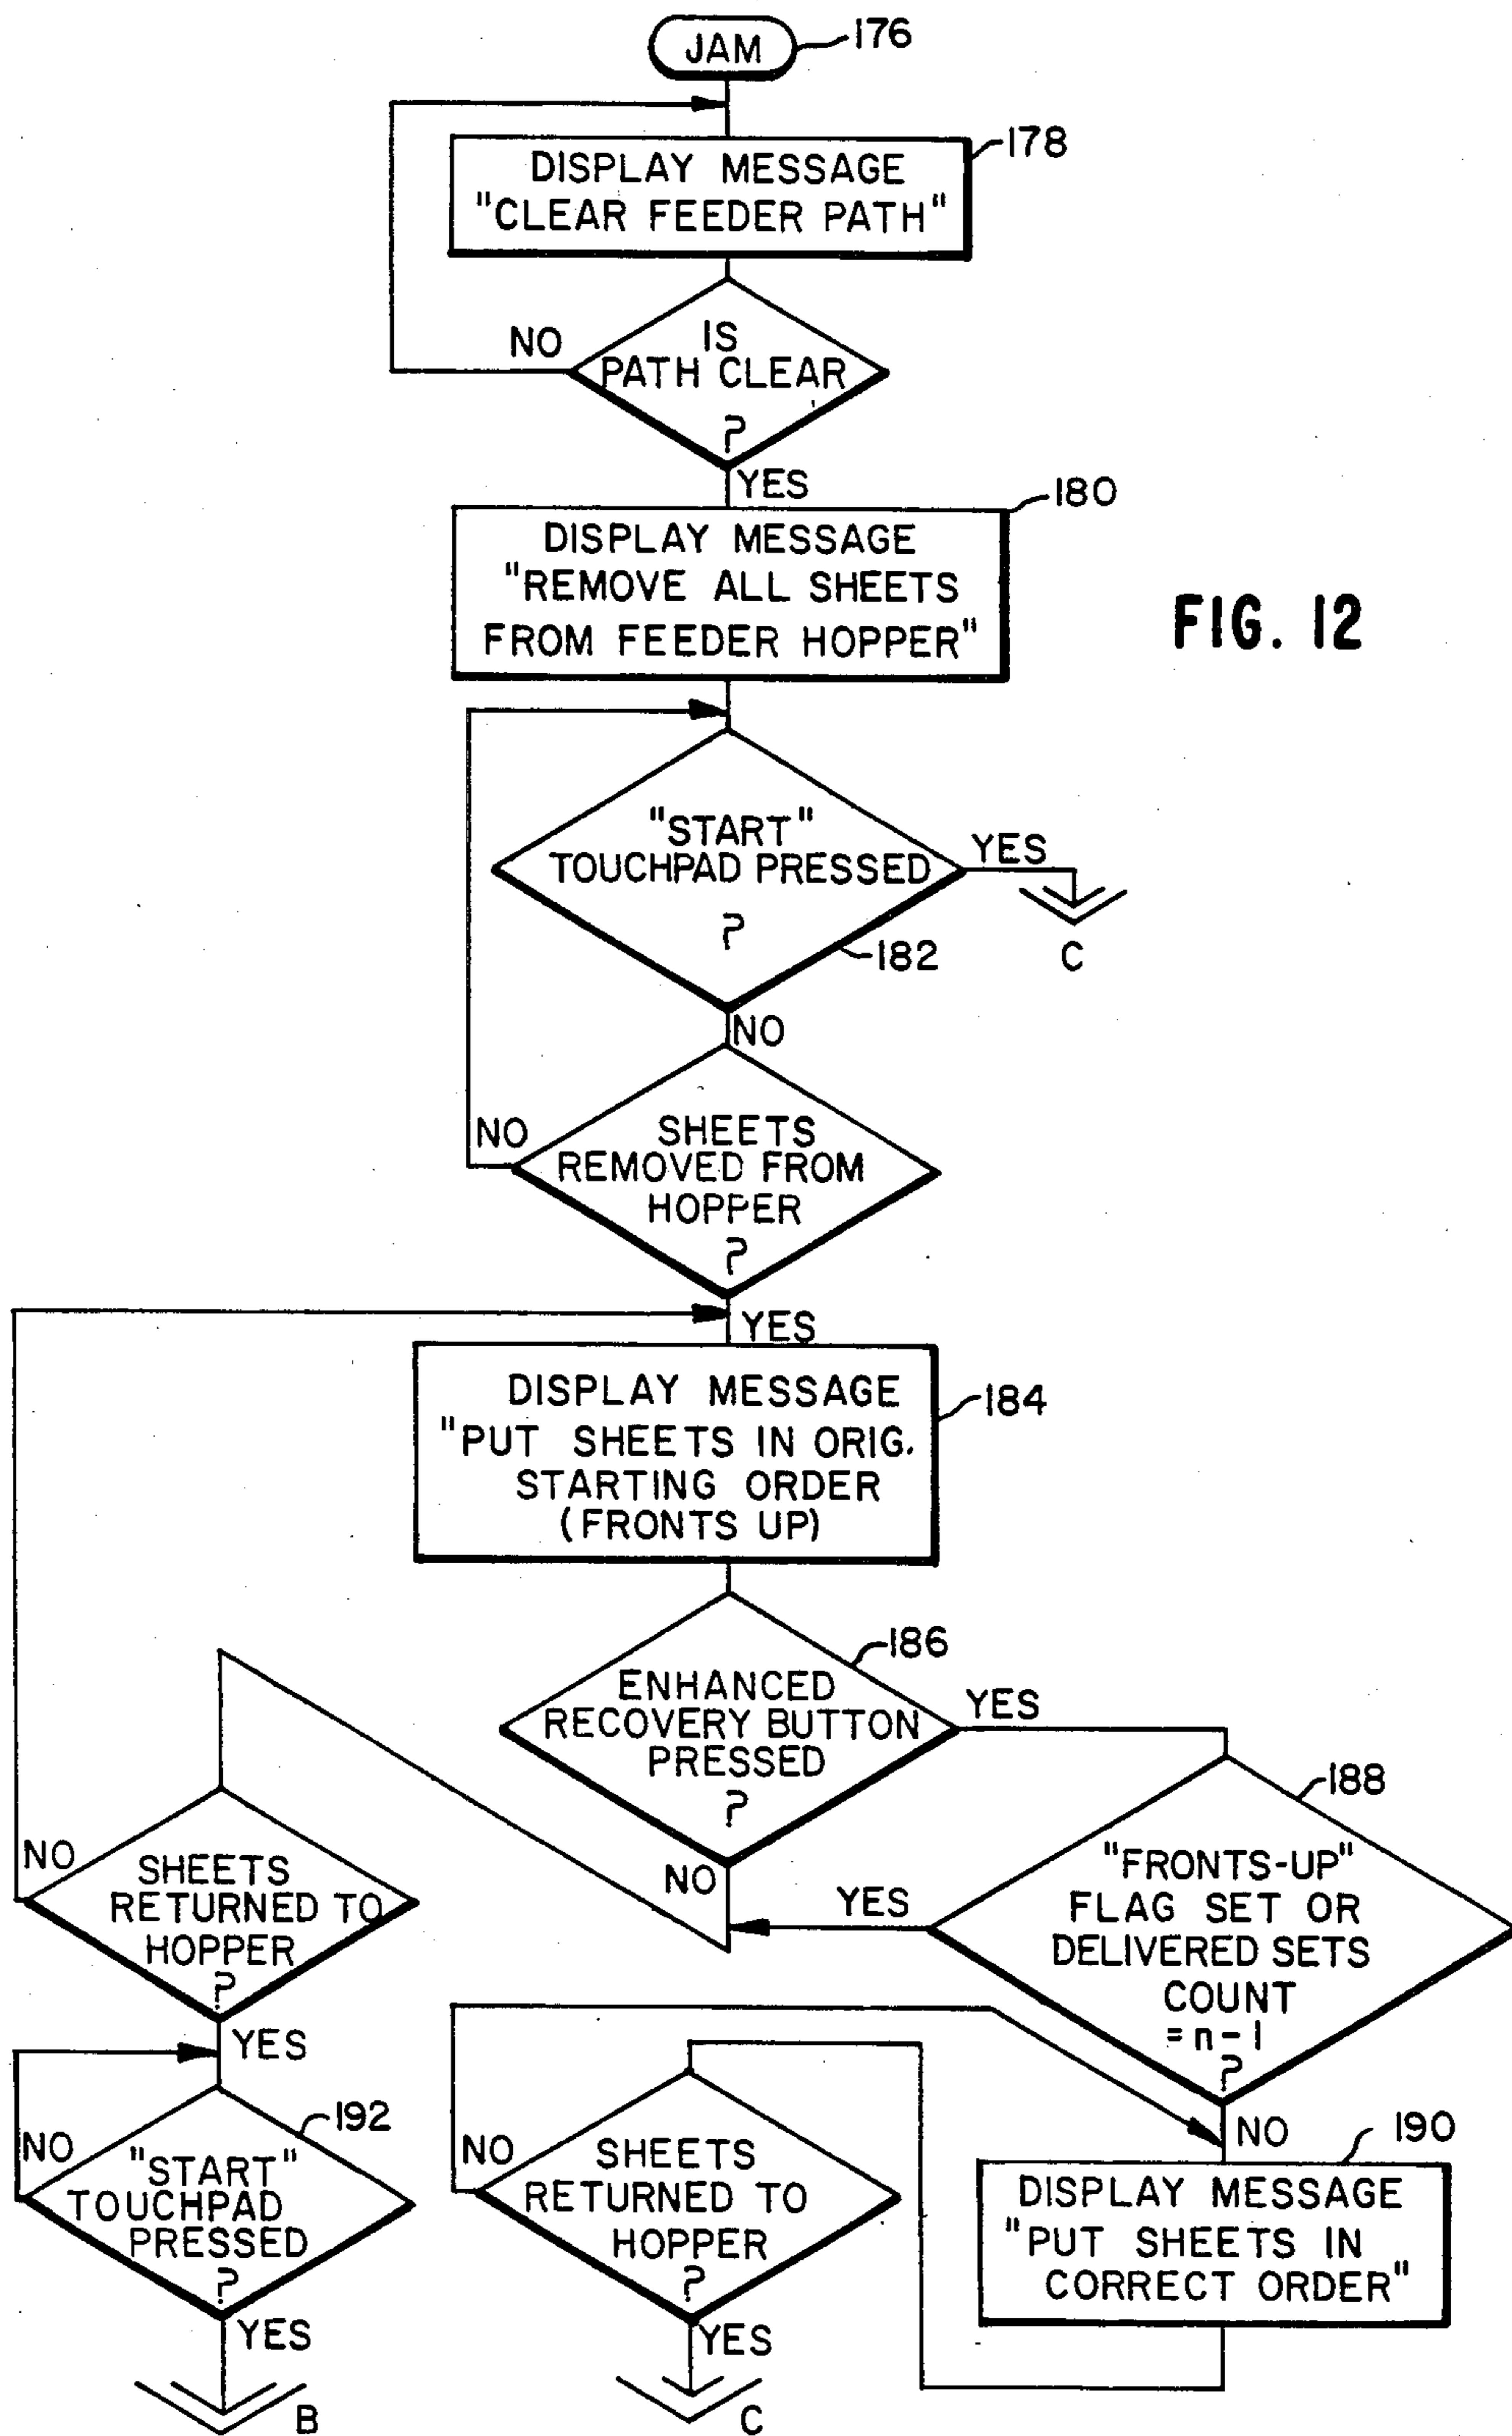 JAM
176
178
DISPLAY MESSAGE
"CLEAR FEEDER PATH"
NO
IS
PATH CLEAR
?
YES
180
DISPLAY MESSAGE
"REMOVE ALL SHEETS
FROM FEEDER HOPPER"
FIG. 12
"START"
TOUCHPAD PRESSED
?
YES
182
C
NO
NO
SHEETS
REMOVED FROM
HOPPER
?
YES
DISPLAY MESSAGE
"PUT SHEETS IN ORIG.
STARTING ORDER
(FRONTS UP)
184
186
ENHANCED
RECOVERY BUTTON
PRESSED
?
YES
188
NO
SHEETS
RETURNED TO
HOPPER
?
NO
YES
"FRONTS-UP"
FLAG SET OR
DELIVERED SETS
COUNT
=n-1
?
YES
192
NO
"START"
TOUCHPAD
PRESSED
?
YES
B
NO
SHEETS
RETURNED TO
HOPPER
?
YES
C
NO
190
DISPLAY MESSAGE
"PUT SHEETS IN
CORRECT ORDER"